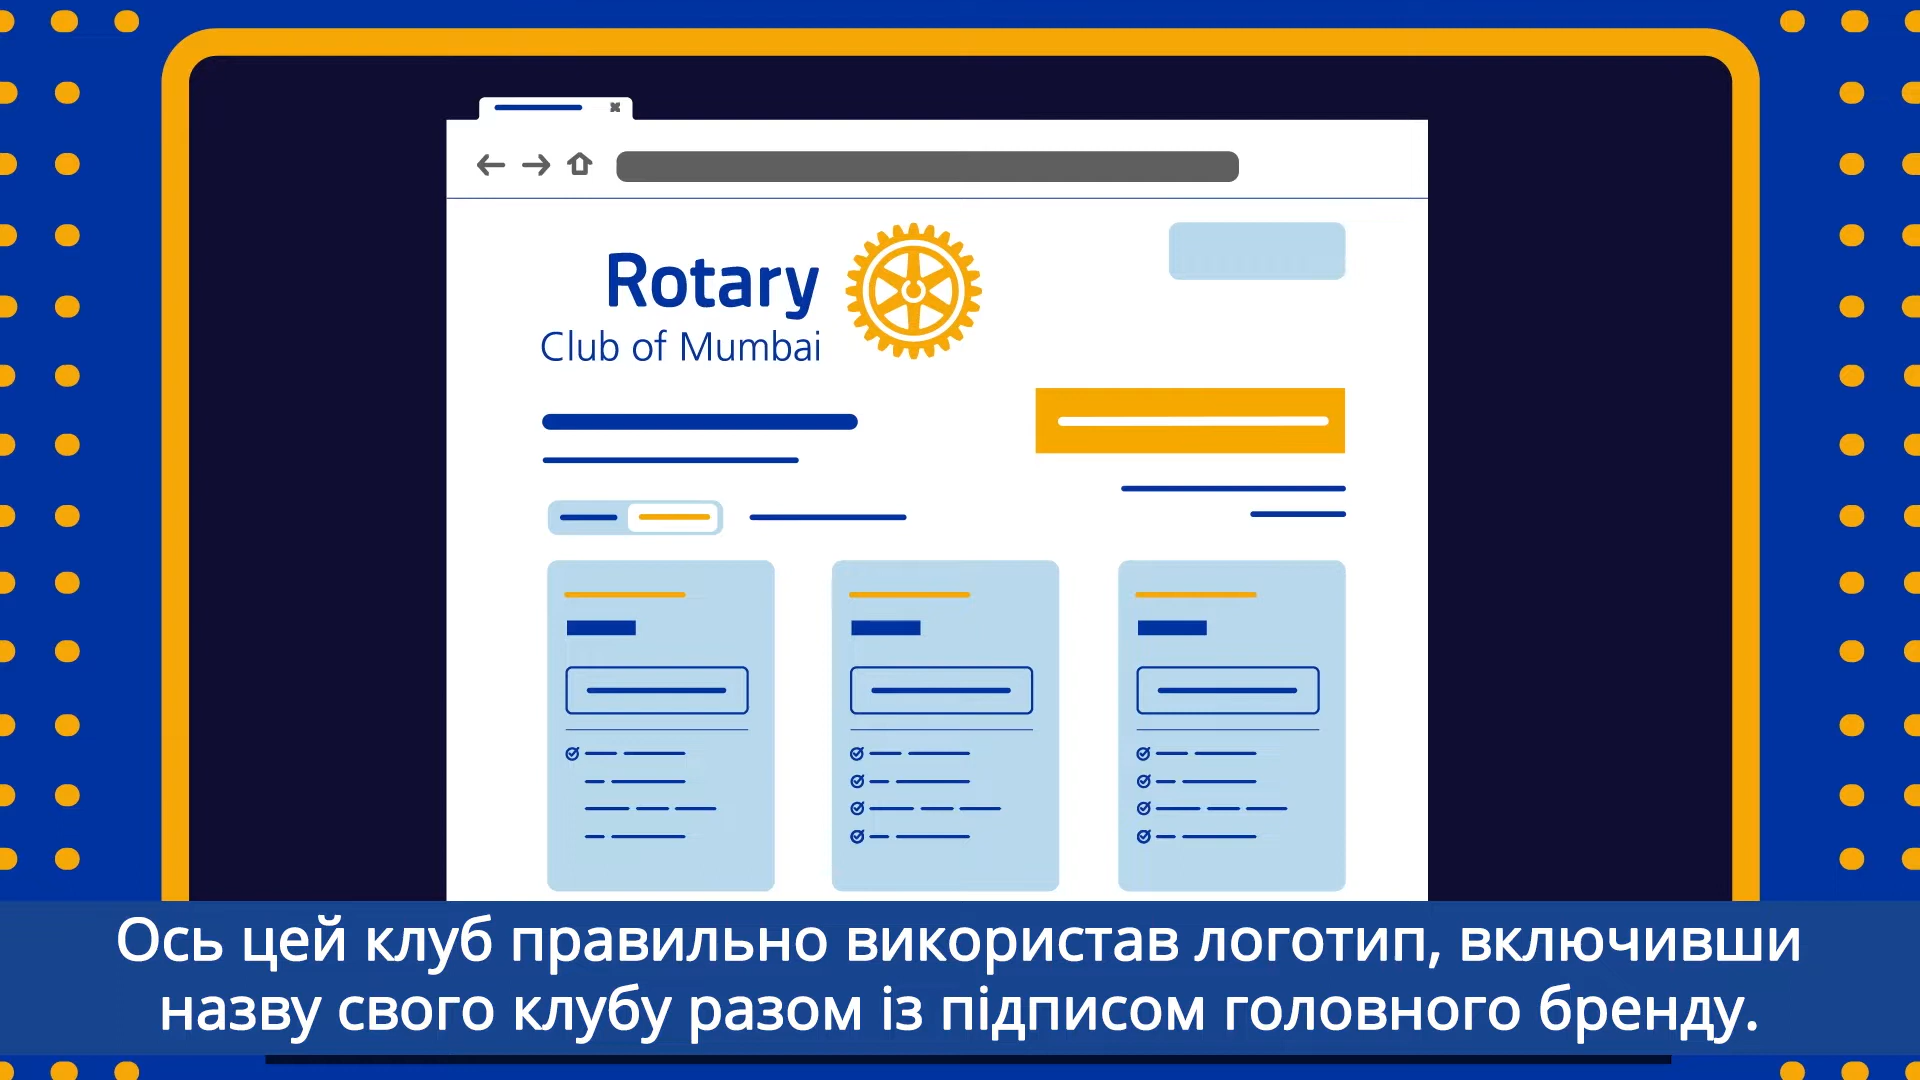 Rotary
Club of Mumbai
Ось цей клуб правильно використав логотип, включивши
назву свого клубу разом із підписом головного бренду.